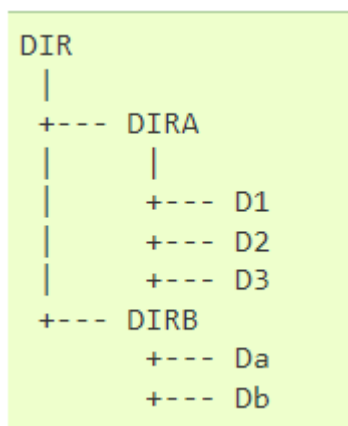 DIR
|
+--- DIRA
| |
| +--- D1
| +--- D2
| +--- D3
+--- DIRB
+--- Da
+--- Db